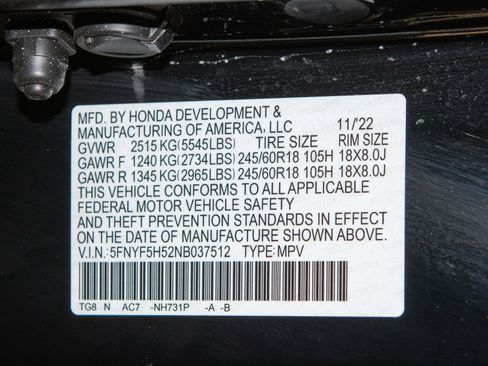 MFD. BY HONDA DEVELOPMENT &
MANUFACTURING OF AMERICA, LLC 11/'22
GVWR 2515 KG(5545LBS) TIRE SIZE RIM SIZE
GAWR F 1240 KG(2734LBS) 245/60R18 105H 18X8.0J
GAWR R 1345 KG(2965LBS) 245/60R18 105H 18X8.0J
THIS VEHICLE CONFORMS TO ALL APPLICABLE
FEDERAL MOTOR VEHICLE SAFETY
AND THEFT PREVENTION STANDARDS IN EFFECT
ON THE DATE OF MANUFACTURE SHOWN ABOVE.
V.I.N.: 5FNYF5H52NB037512 TYPE: MPV
TG8 N AC7 -NH731P -A -B